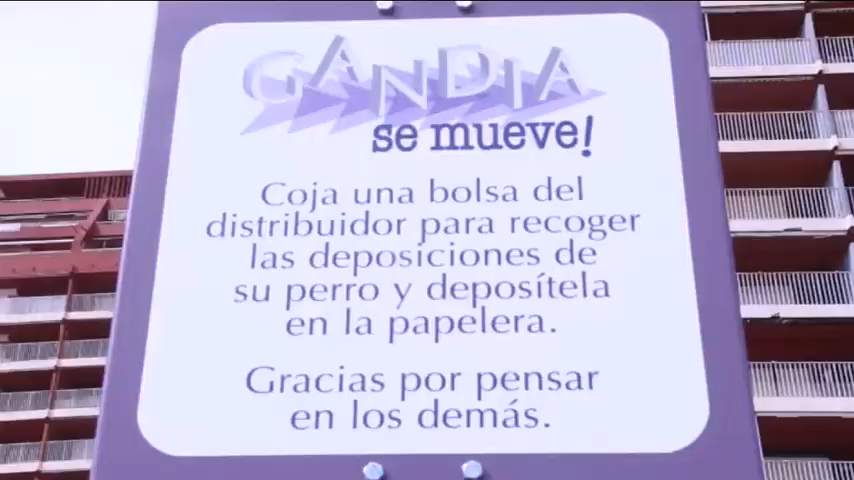 GANDIA
se mueve!
Coja una bolsa del
distribuidor para recoger
las deposiciones de
su perro y deposítela
en la papelera.
Gracias por pensar
en los demás.